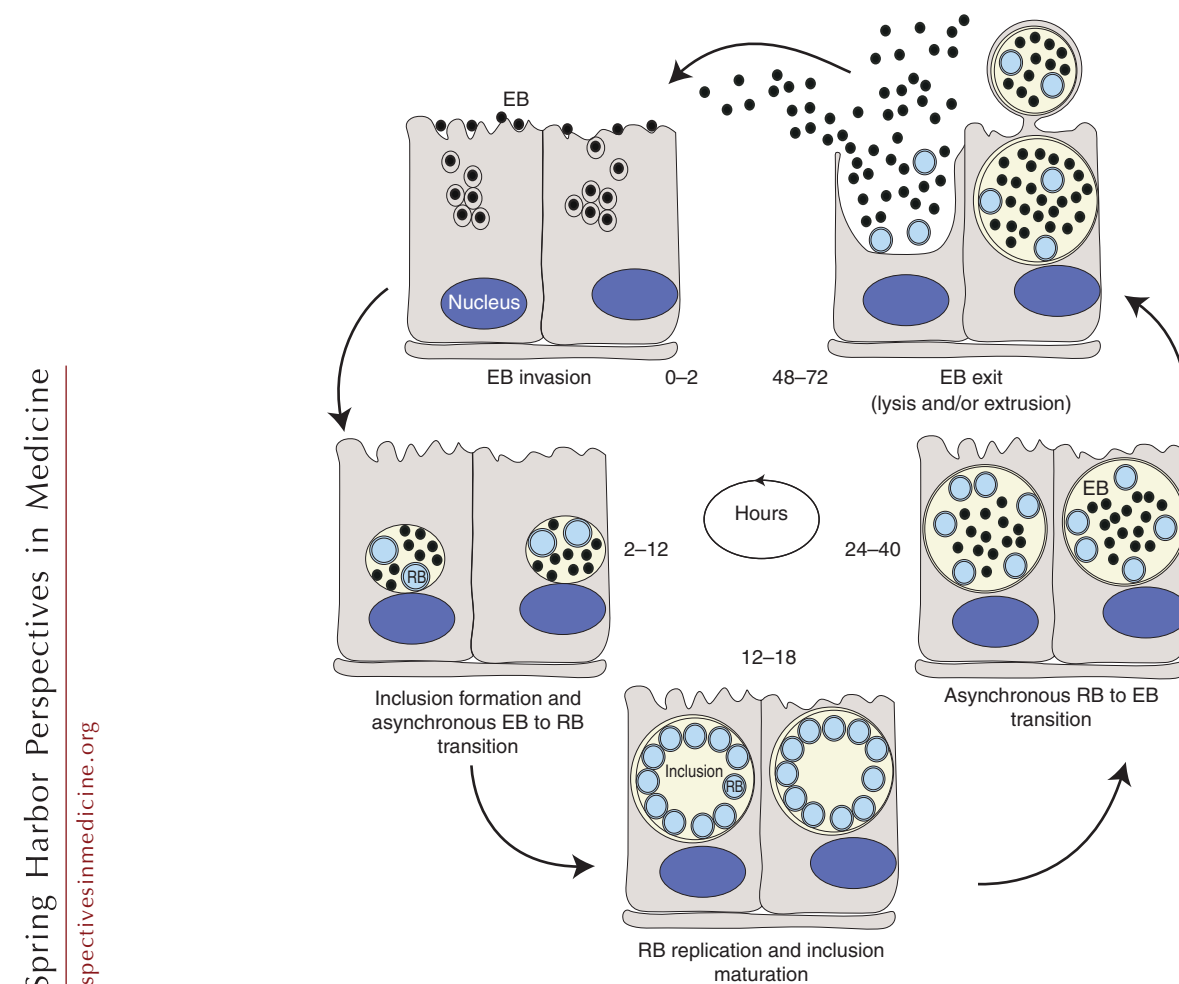 EB
Nucleus
EB invasion
0–2
48–72
EB exit
(lysis and/or extrusion)
EB
Hours
2–12
24–40
RB
12–18
Inclusion formation and
asynchronous EB to RB
transition
Asynchronous RB to EB
transition
Inclusion
RB
RB replication and inclusion
maturation
Spring Harbor Perspectives in Medicine
spectivesinmedicine.org